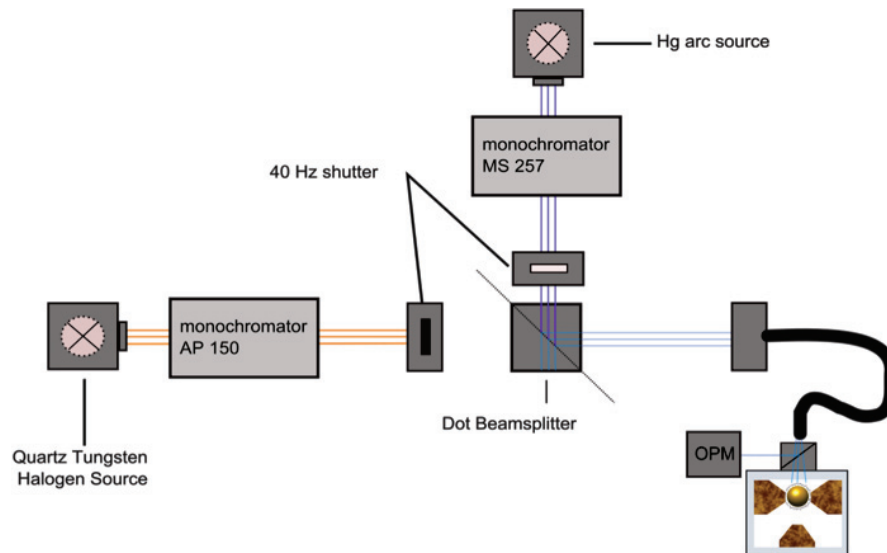 Hg arc source
monochromator
MS 257
40 Hz shutter
monochromator
AP 150
Dot Beamsplitter
Quartz Tungsten
Halogen Source
OPM